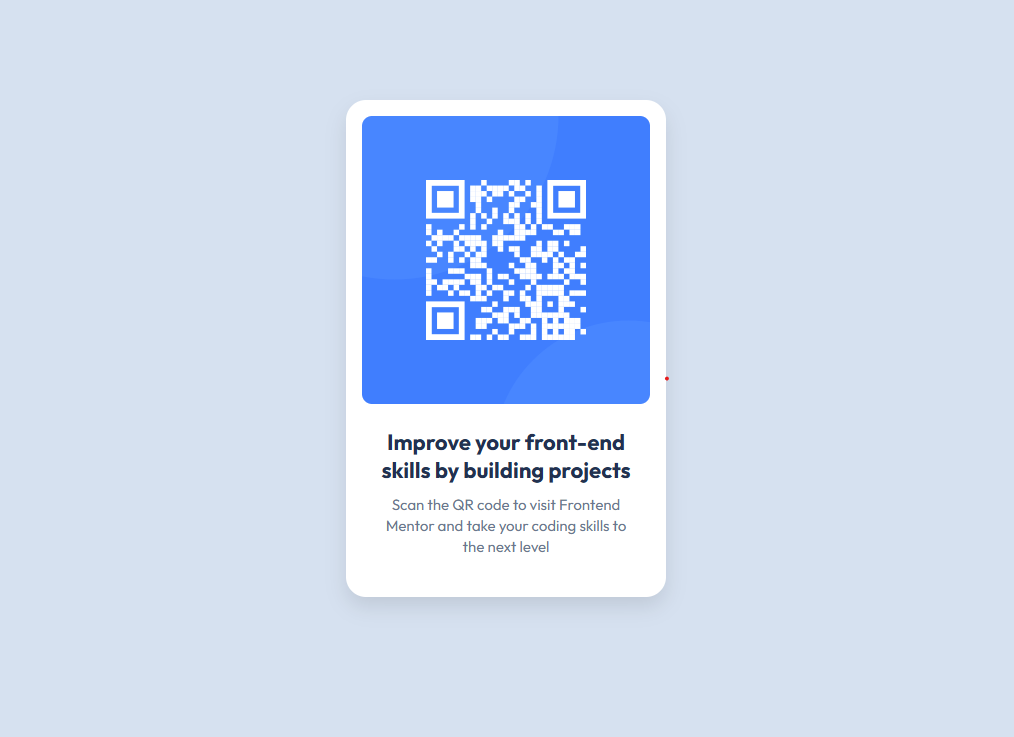 Improve your front-end
skills by building projects
Scan the QR code to visit Frontend
Mentor and take your coding skills to
the next level